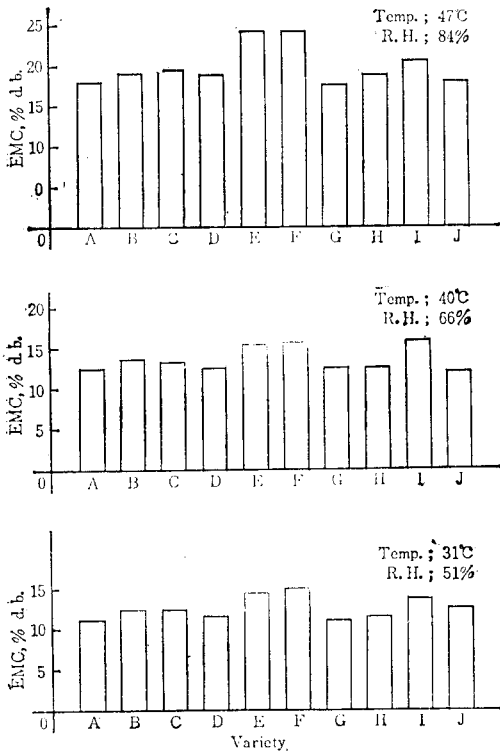 Temp. ; 47℃
R. H. ; 84%
EMC, % d.b.
25
20
15
10
0
0
A B C D E F G H I J
Temp. ; 40℃
R. H. ; 66%
EMC, % d.b.
20
15
10
5
0
A B C D E F G H I J
Temp. ; 31℃
R. H. ; 51%
EMC, % d.b.
15
10
5
0
A B C D E F G H I J
Variety